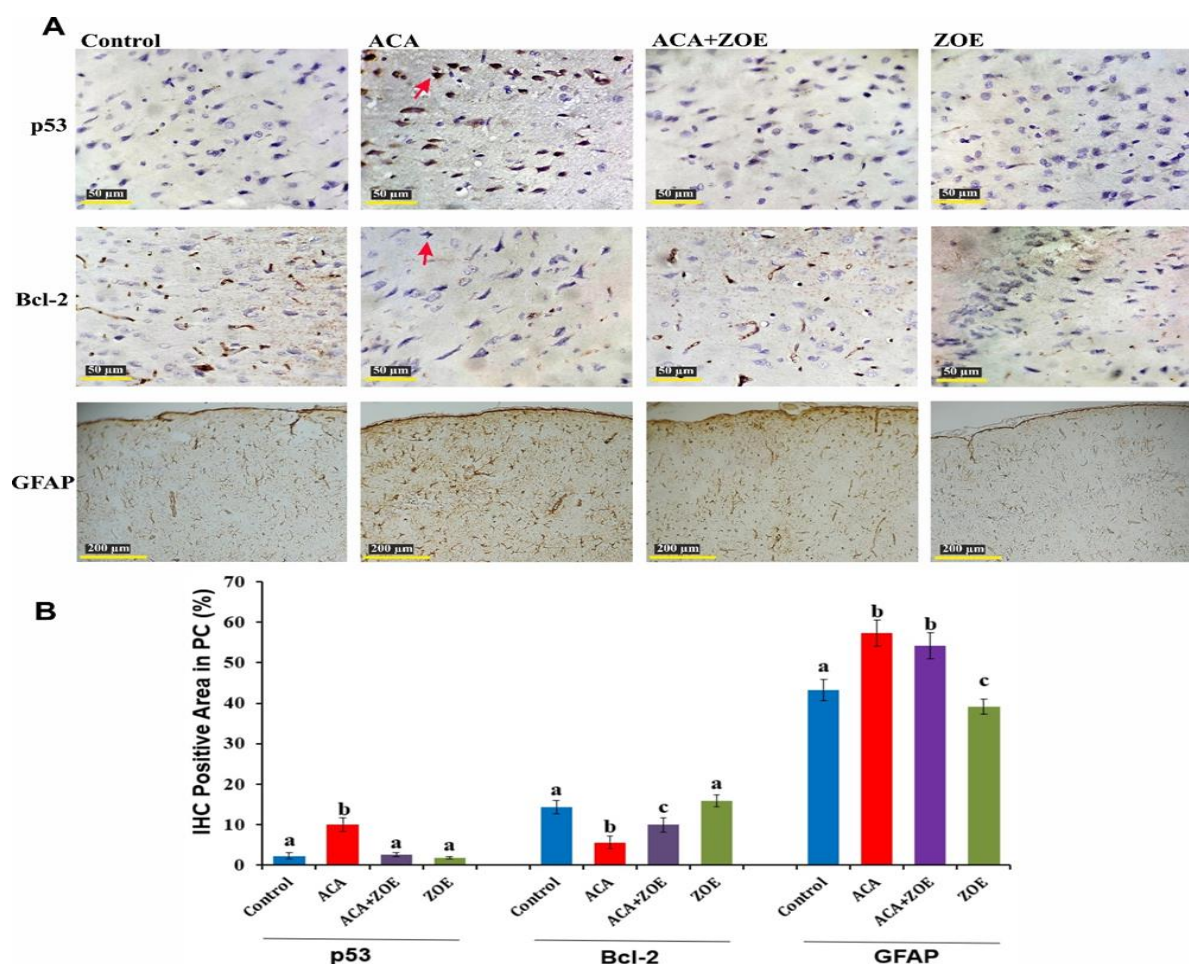 A
Control ACA ACA+ZOE ZOE
p53
50 µm 50 µm 50 µm 50 µm
Bcl-2
50 µm 50 µm 50 µm 50 µm
GFAP
200 µm 200 µm 200 µm 200 µm
B
IHC Positive Area in PC (%)
70
60
50
40
30
20
10
0
a b a a
a b c a
a b b c
Control ACA ACA+ZOE ZOE Control ACA ACA+ZOE ZOE Control ACA ACA+ZOE ZOE
p53 Bcl-2 GFAP